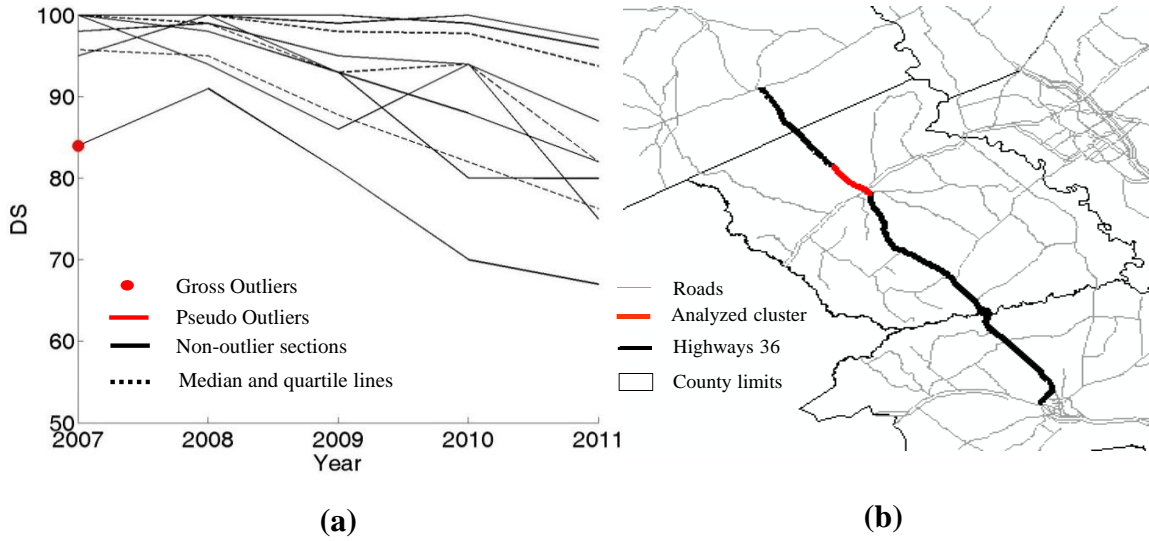 100
90
80
70
60
50
DS
2007
2008
2009
2010
2011
Year
Gross Outliers
Pseudo Outliers
Non-outlier sections
Median and quartile lines
(a)
Roads
Analyzed cluster
Highways 36
County limits
(b)